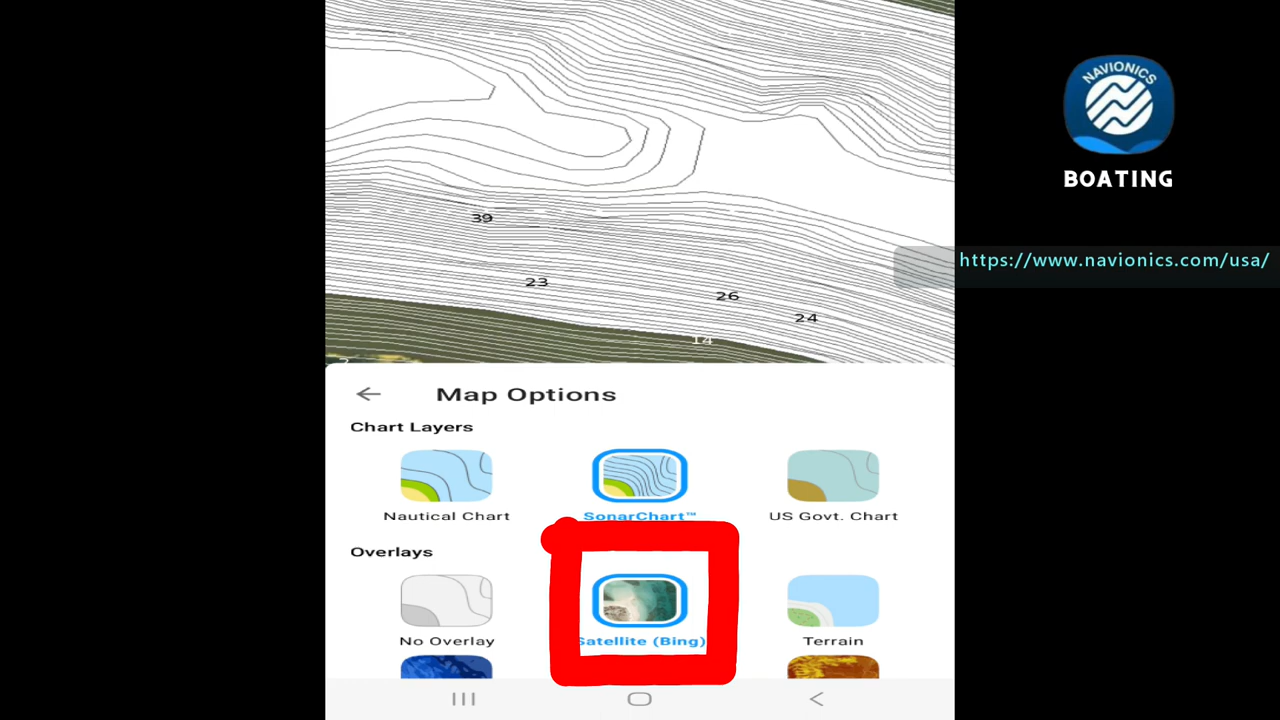 NAVIONICS
BOATING
https://www.navionics.com/usa/
39
23
26
24
14
Map Options
Chart Layers
Nautical Chart
SonarChart™
US Govt. Chart
Overlays
No Overlay
Satellite (Bing)
Terrain